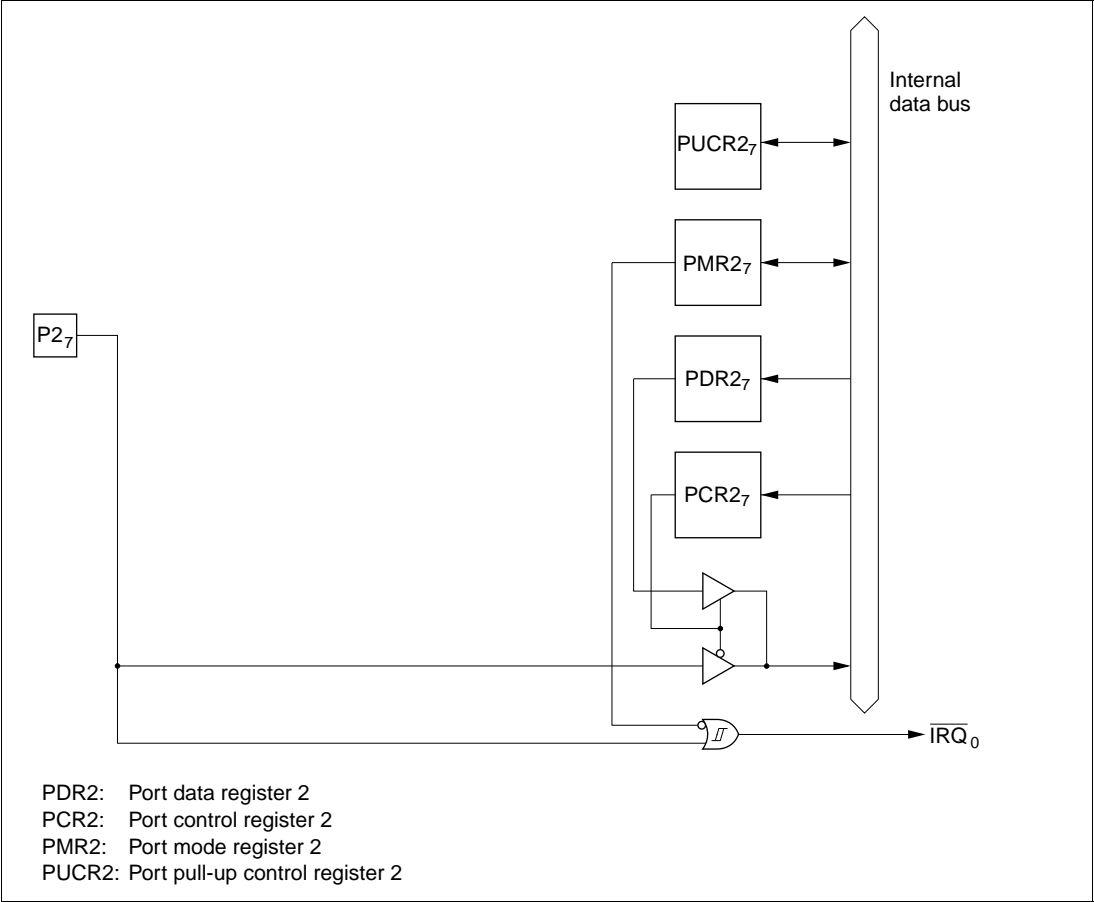 Internal
data bus
PUCR2₇
PMR2₇
P2₇
PDR2₇
PCR2₇
I̅R̅Q̅₀
PDR2: Port data register 2
PCR2: Port control register 2
PMR2: Port mode register 2
PUCR2: Port pull-up control register 2